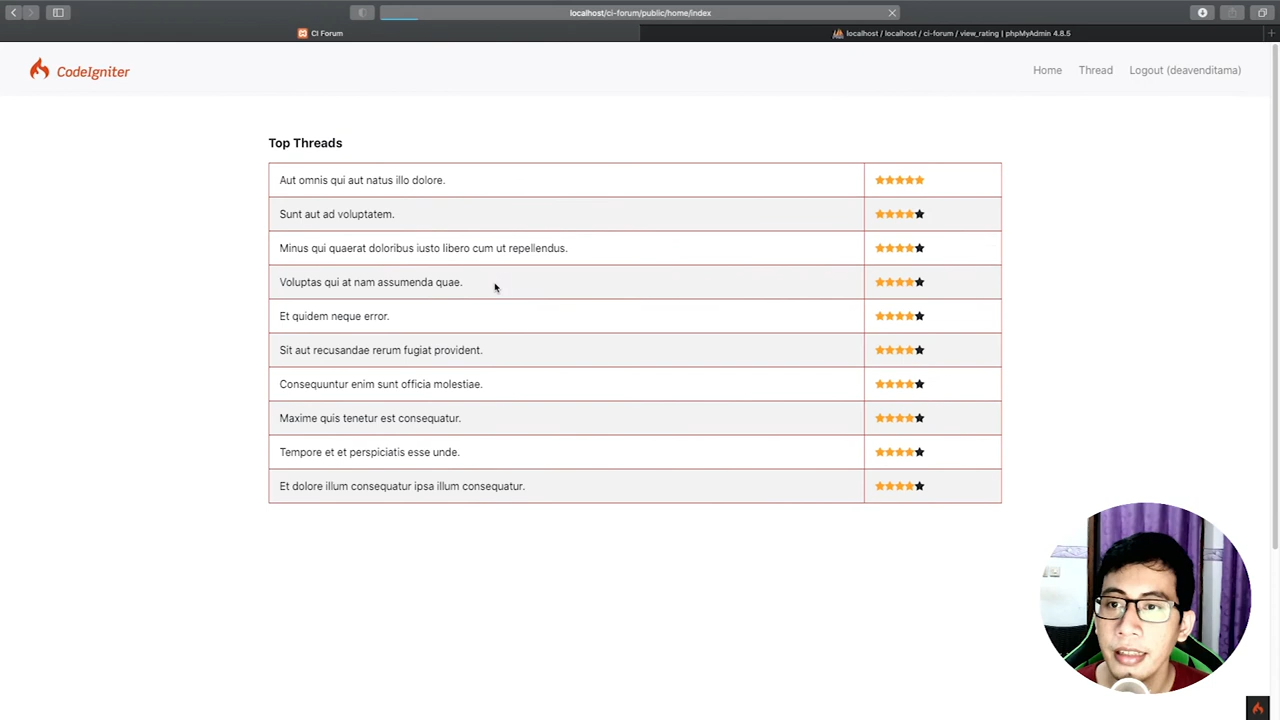 localhost/ci-forum/public/home/index
CI Forum
localhost / localhost / ci-forum / view_rating | phpMyAdmin 4.8.5
CodeIgniter
Home
Thread
Logout (deavenditama)
Top Threads
Aut omnis qui aut natus illo dolore.
Sunt aut ad voluptatem.
Minus qui quaerat doloribus iusto libero cum ut repellendus.
Voluptas qui at nam assumenda quae.
Et quidem neque error.
Sit aut recusandae rerum fugiat provident.
Consequuntur enim sunt officia molestiae.
Maxime quis tenetur est consequatur.
Tempore et et perspiciatis esse unde.
Et dolore illum consequatur ipsa illum consequatur.